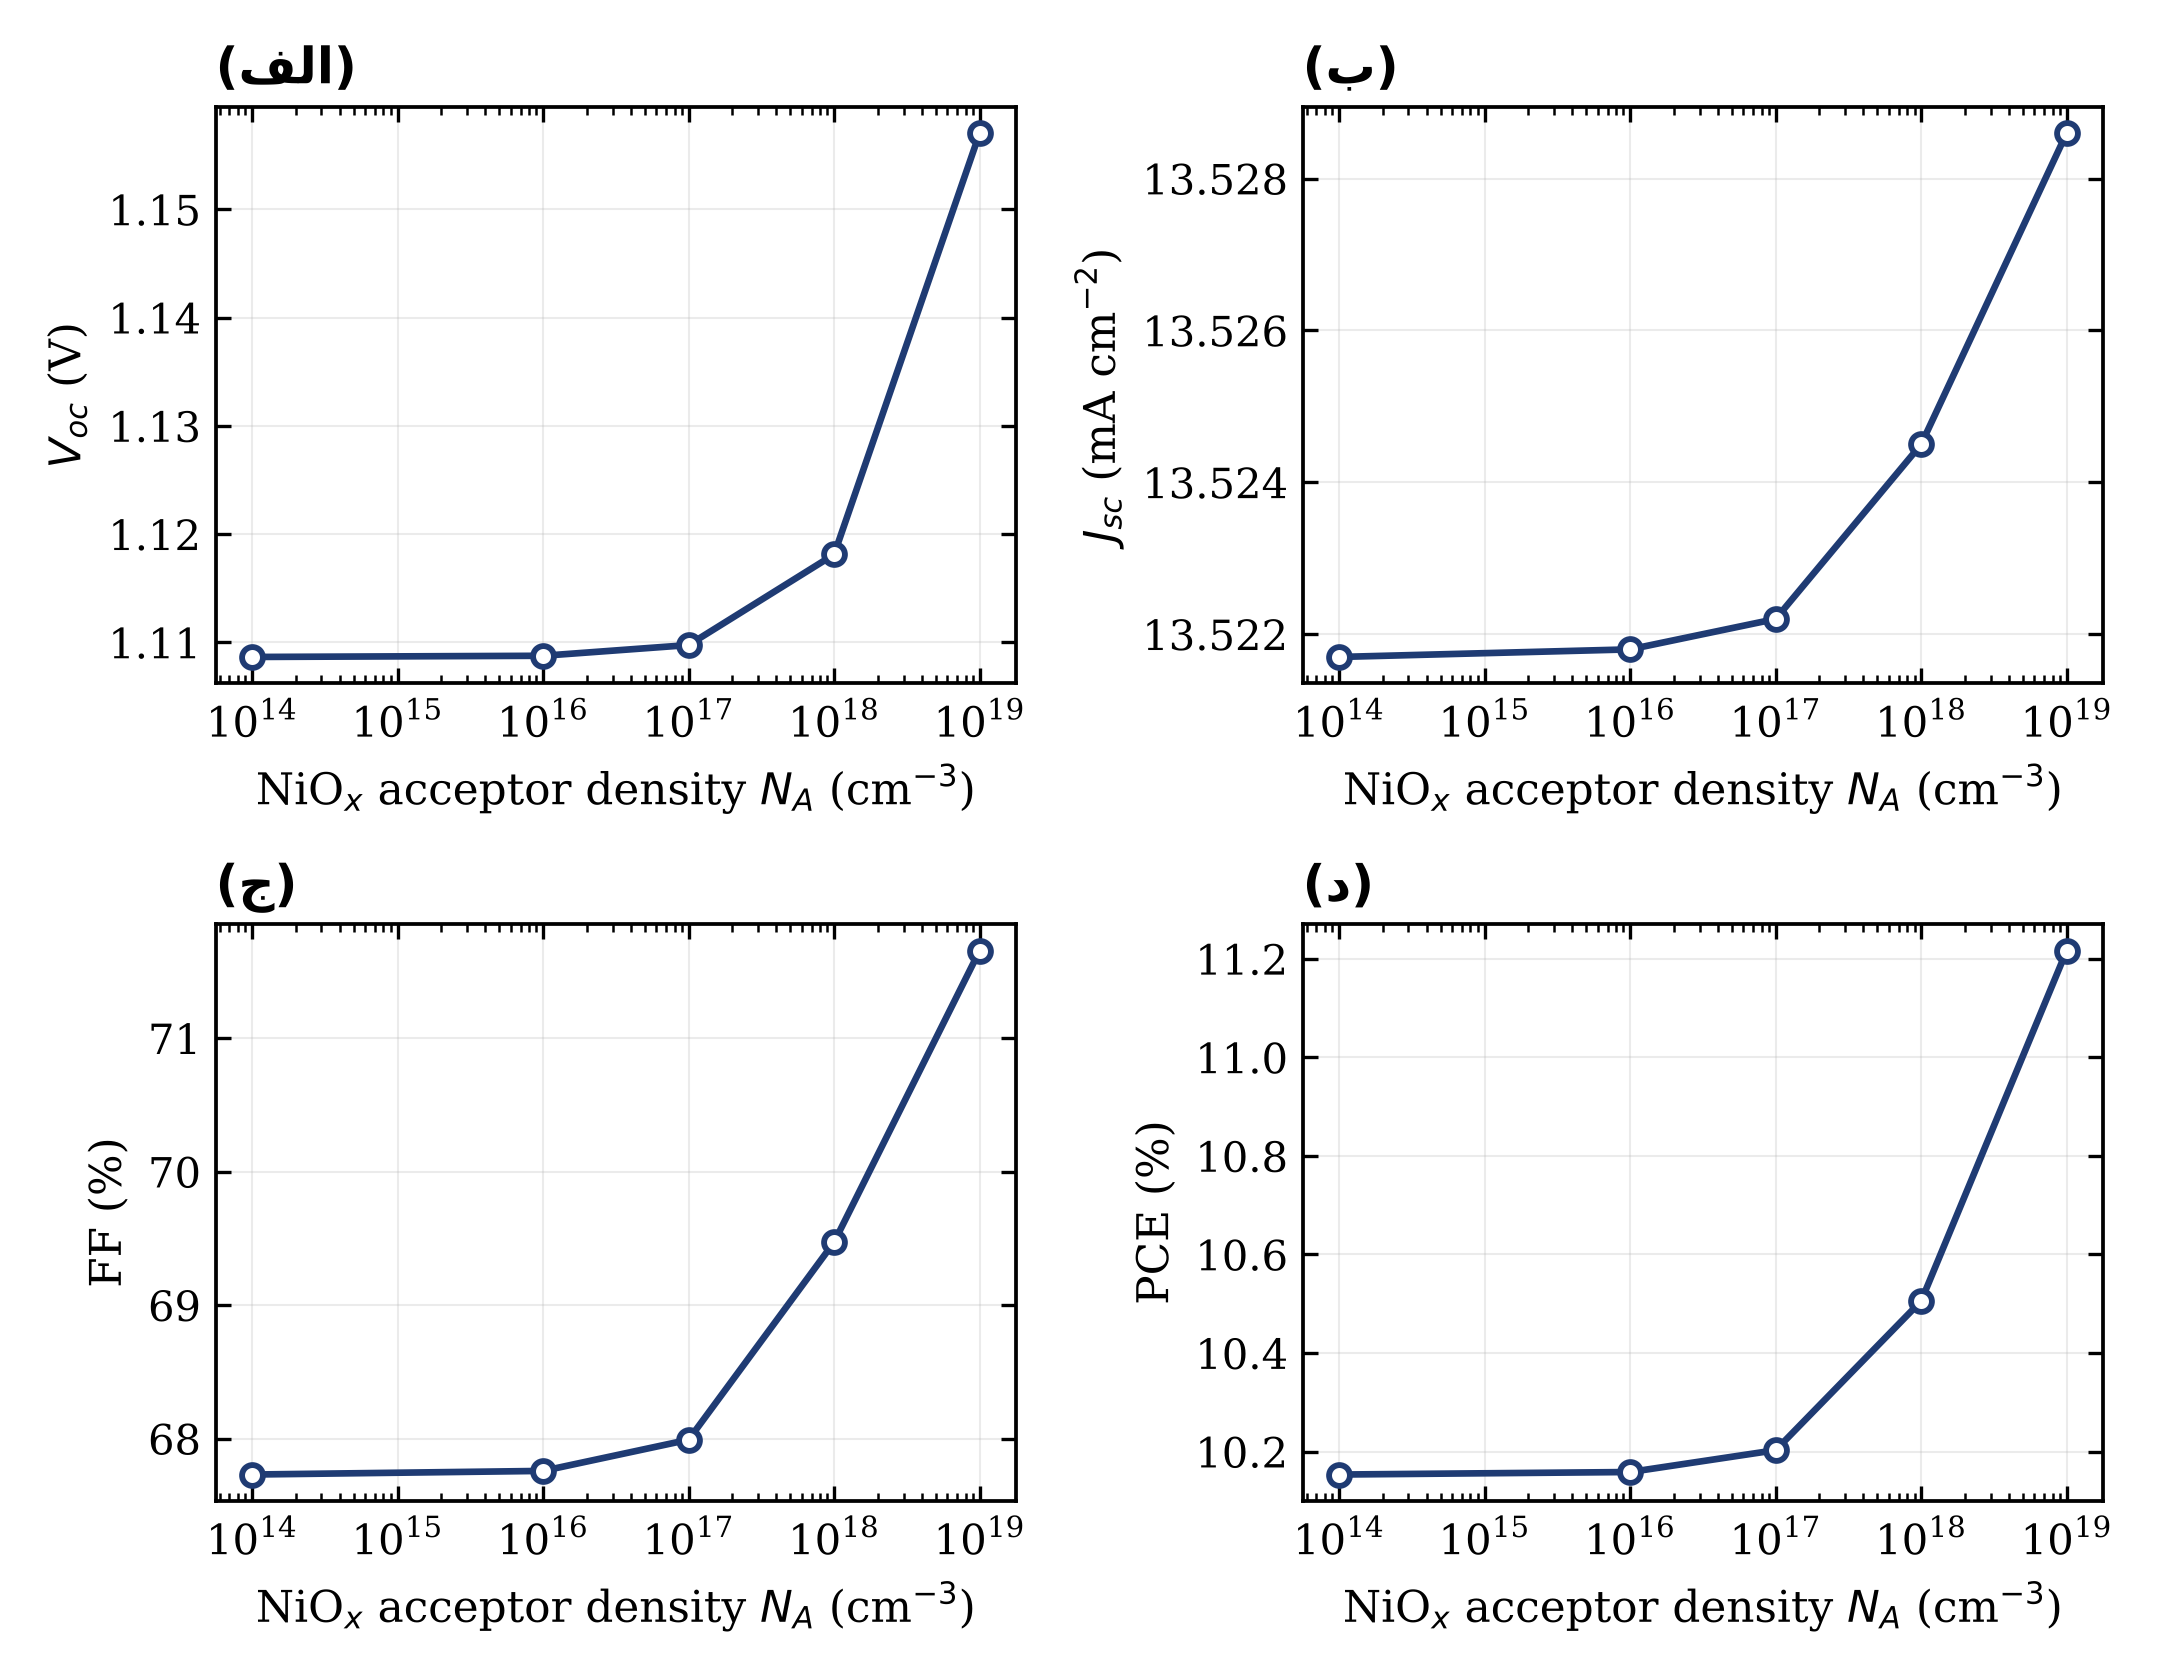 (الف)
1.15
1.14
1.13
1.12
1.11
V_oc (V)
10^14 10^15 10^16 10^17 10^18 10^19
NiO_x acceptor density N_A (cm^−3)
(ب)
13.528
13.526
13.524
13.522
J_sc (mA cm^−2)
10^14 10^15 10^16 10^17 10^18 10^19
NiO_x acceptor density N_A (cm^−3)
(ج)
71
70
69
68
FF (%)
10^14 10^15 10^16 10^17 10^18 10^19
NiO_x acceptor density N_A (cm^−3)
(د)
11.2
11.0
10.8
10.6
10.4
10.2
PCE (%)
10^14 10^15 10^16 10^17 10^18 10^19
NiO_x acceptor density N_A (cm^−3)